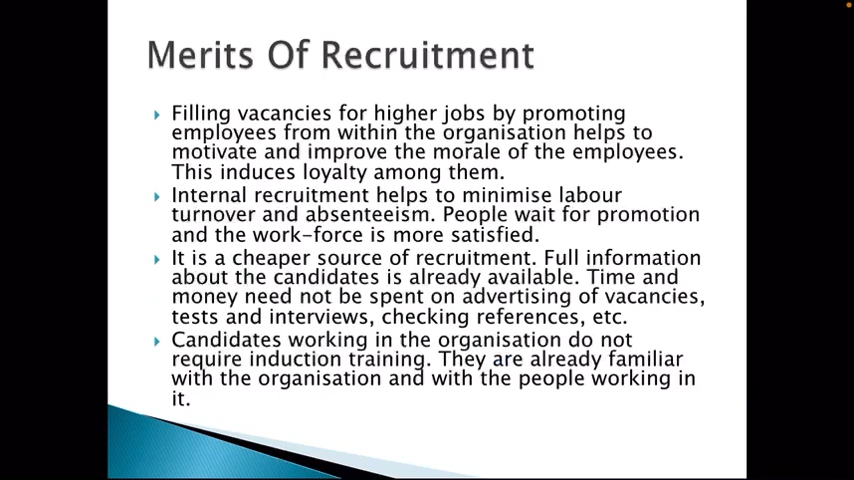 Merits Of Recruitment
Filling vacancies for higher jobs by promoting
employees from within the organisation helps to
motivate and improve the morale of the employees.
This induces loyalty among them.
Internal recruitment helps to minimise labour
turnover and absenteeism. People wait for promotion
and the work-force is more satisfied.
It is a cheaper source of recruitment. Full information
about the candidates is already available. Time and
money need not be spent on advertising of vacancies,
tests and interviews, checking references, etc.
Candidates working in the organisation do not
require induction training. They are already familiar
with the organisation and with the people working in
it.